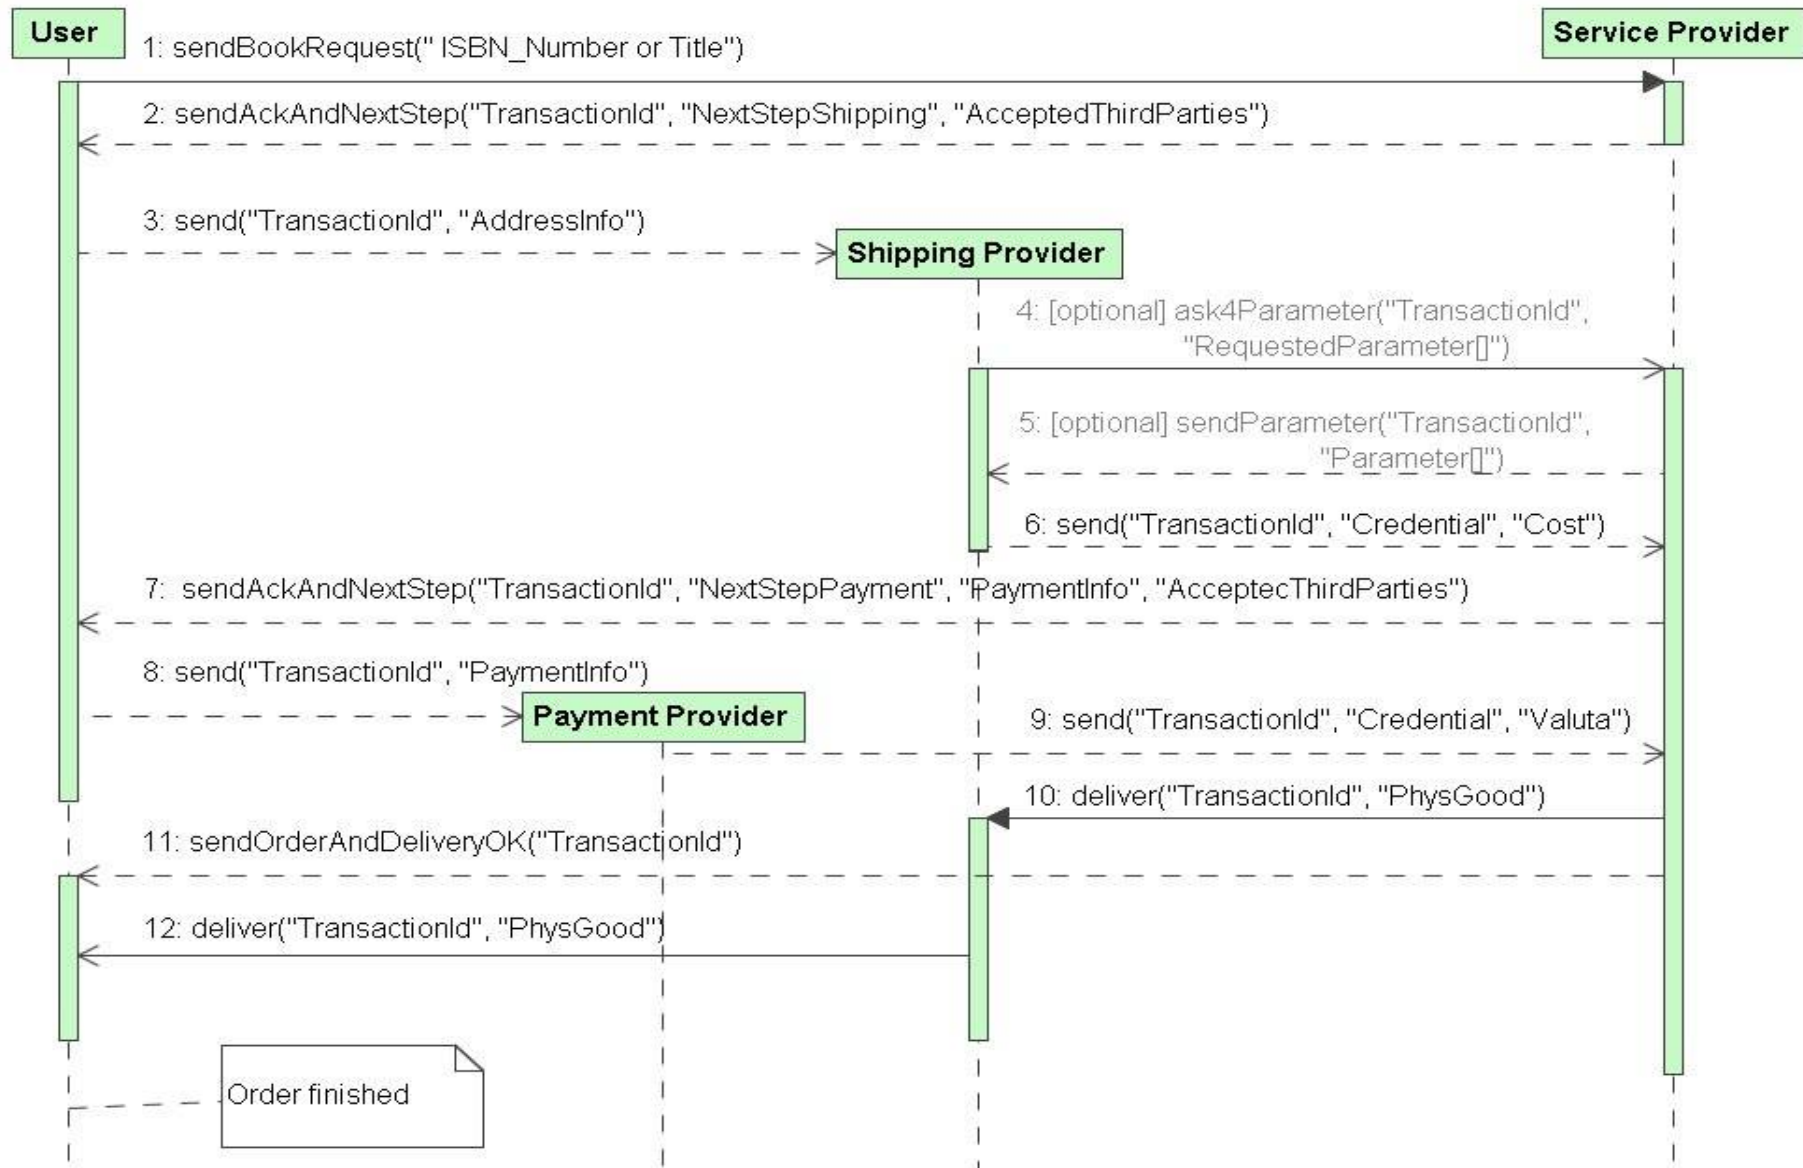 User
Service Provider
1: sendBookRequest(" ISBN_Number or Title")
2: sendAckAndNextStep("TransactionId", "NextStepShipping", "AcceptedThirdParties")
3: send("TransactionId", "AddressInfo")
Shipping Provider
4: [optional] ask4Parameter("TransactionId",
"RequestedParameter[]")
5: [optional] sendParameter("TransactionId",
"Parameter[]")
6: send("TransactionId", "Credential", "Cost")
7:  sendAckAndNextStep("TransactionId", "NextStepPayment", "PaymentInfo", "AcceptecThirdParties")
8: send("TransactionId", "PaymentInfo")
Payment Provider
9: send("TransactionId", "Credential", "Valuta")
10: deliver("TransactionId", "PhysGood")
11: sendOrderAndDeliveryOK("TransactionId")
12: deliver("TransactionId", "PhysGood")
Order finished